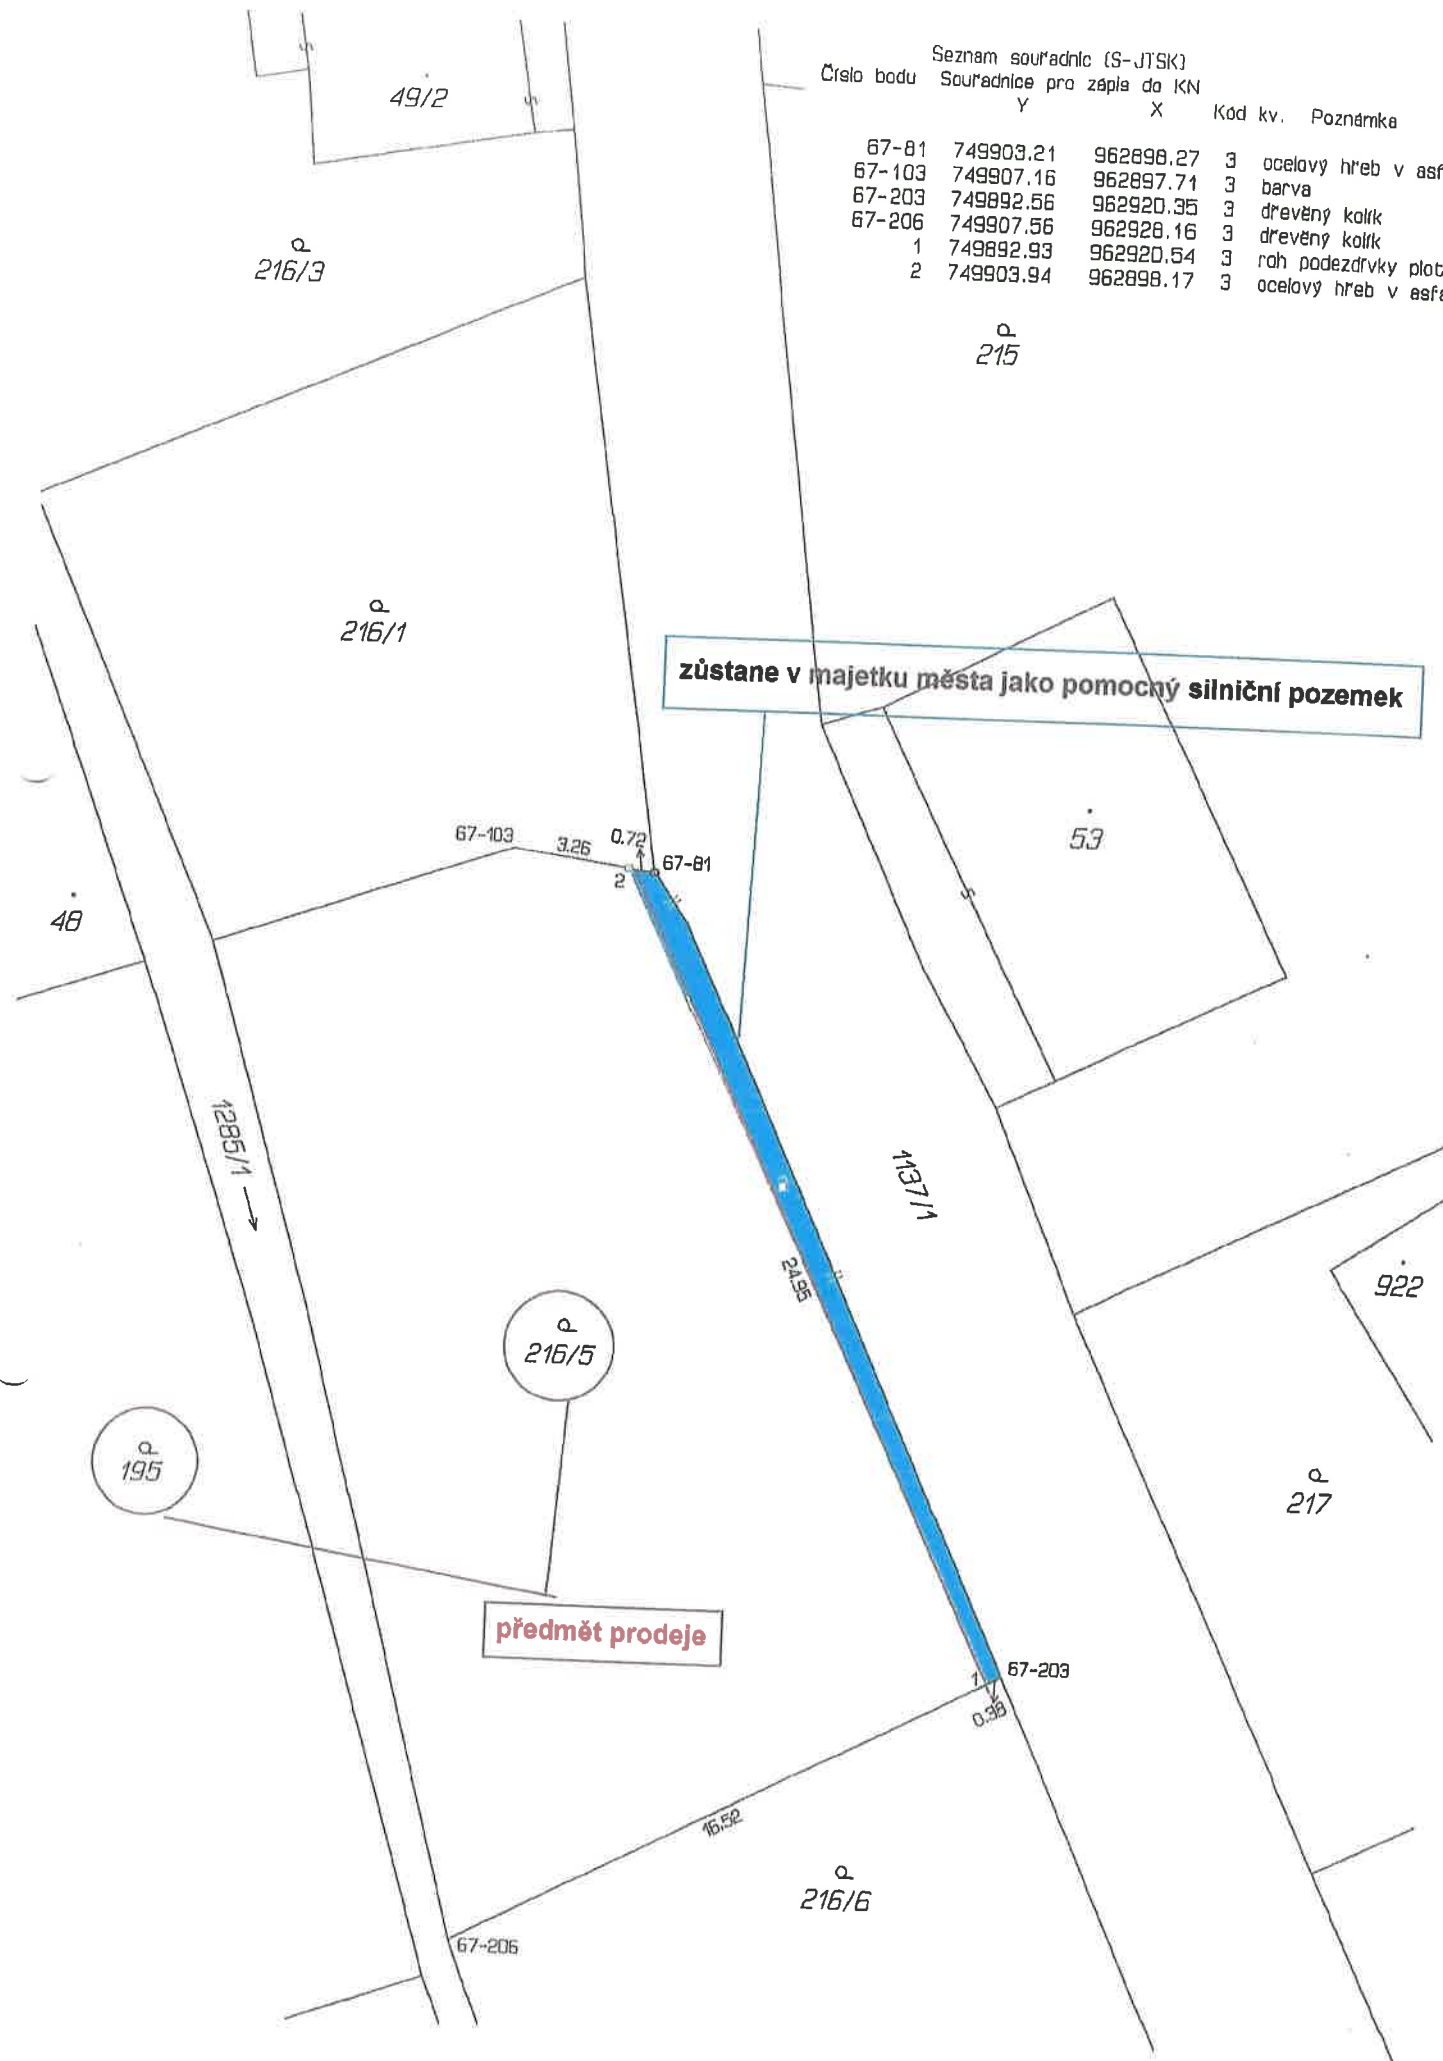 Seznam souřadnic (S-JTSK)
Číslo bodu Souřadnice pro zápis do KN
Y X Kód kv. Poznámka
67-81 749903.21 962898.27 3 ocelový hřeb v asf
67-103 749907.16 962897.71 3 barva
67-203 749892.56 962920.35 3 dřevěný kolík
67-206 749907.56 962928.16 3 dřevěný kolík
1 749892.93 962920.54 3 roh podezdívky plot
2 749903.94 962898.17 3 ocelový hřeb v asfa
49/2
216/3
215
216/1
zůstane v majetku města jako pomocný silniční pozemek
53
67-103
3.26
0.72
67-81
2
48
1285/1
1137/1
24.95
922
216/5
195
217
předmět prodeje
1
67-203
0.38
16.52
216/6
67-206